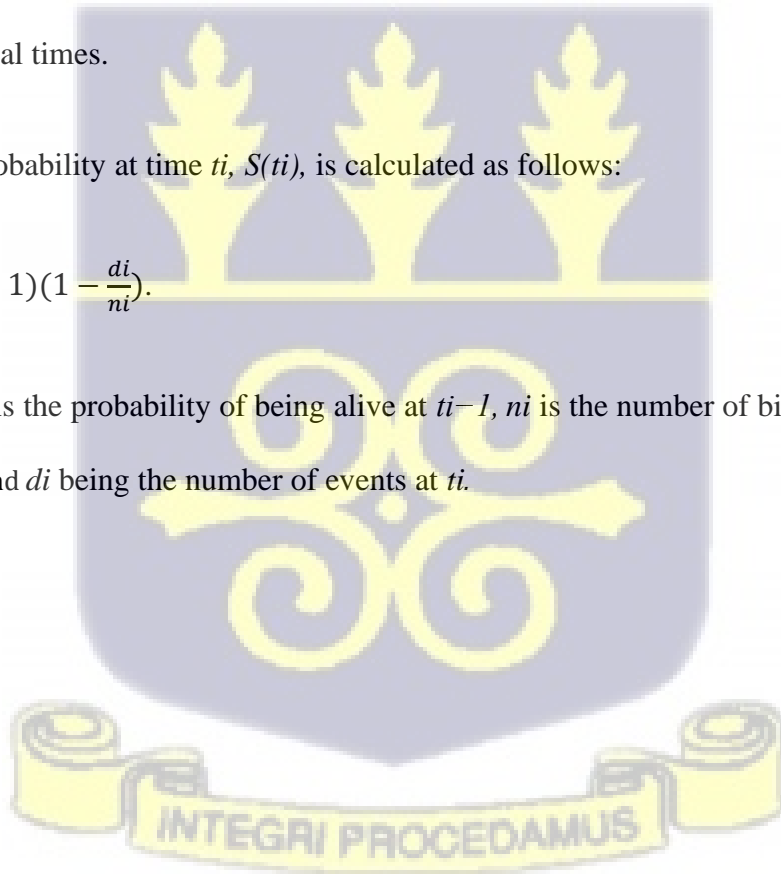 al times.
obability at time ti, S(ti), is calculated as follows:
1)(1 − di/ni).
s the probability of being alive at ti−1, ni is the number of bi
nd di being the number of events at ti.
INTEGRI PROCEDAMUS